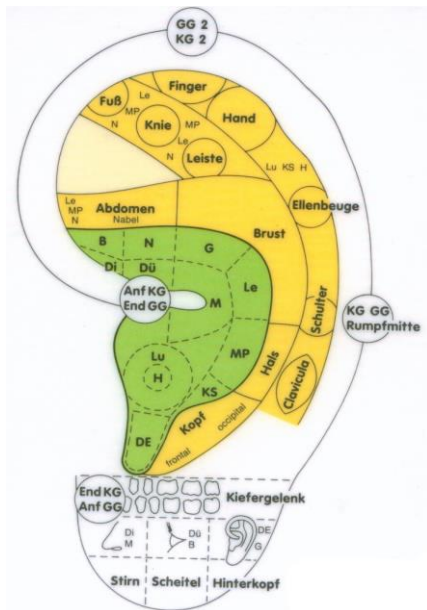 GG 2
KG 2
Finger
Fuß
Le
MP
N
Knie
MP
Hand
Le
N
Leiste
Lu KS H
Ellenbeuge
Le
MP
N
Abdomen
Nabel
Brust
B
N
G
Di
Dü
Le
Anf KG
End GG
M
KG GG
Rumpfmitte
Schulter
MP
Hals
Lu
H
KS
Clavicula
DE
Kopf
frontal
occipital
End KG
Anf GG
Kiefergelenk
Di
M
Dü
B
DE
G
Stirn
Scheitel
Hinterkopf